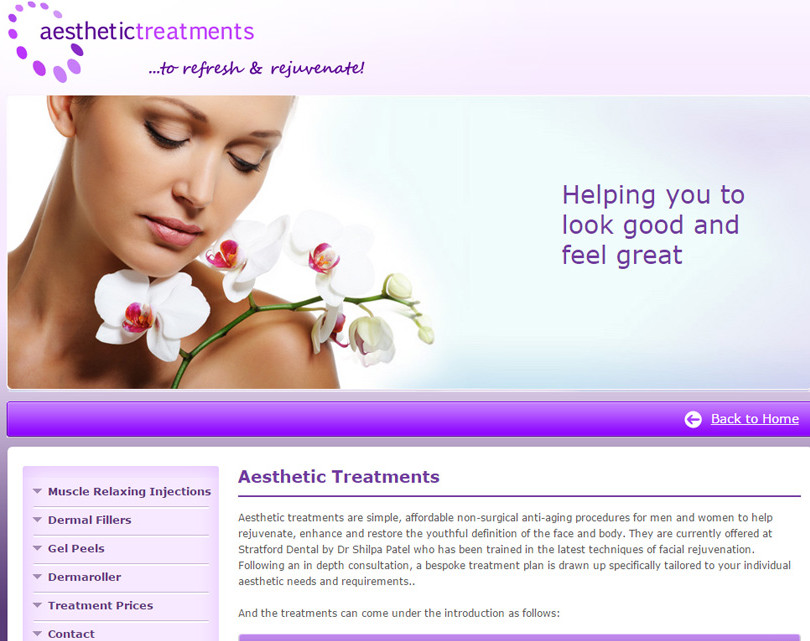 aesthetictreatments
...to refresh & rejuvenate!
Helping you to
look good and
feel great
Back to Home
Muscle Relaxing Injections
Dermal Fillers
Gel Peels
Dermaroller
Treatment Prices
Contact
Aesthetic Treatments
Aesthetic treatments are simple, affordable non-surgical anti-aging procedures for men and women to help
rejuvenate, enhance and restore the youthful definition of the face and body. They are currently offered at
Stratford Dental by Dr Shilpa Patel who has been trained in the latest techniques of facial rejuvenation.
Following an in depth consultation, a bespoke treatment plan is drawn up specifically tailored to your individual
aesthetic needs and requirements..
And the treatments can come under the introduction as follows: